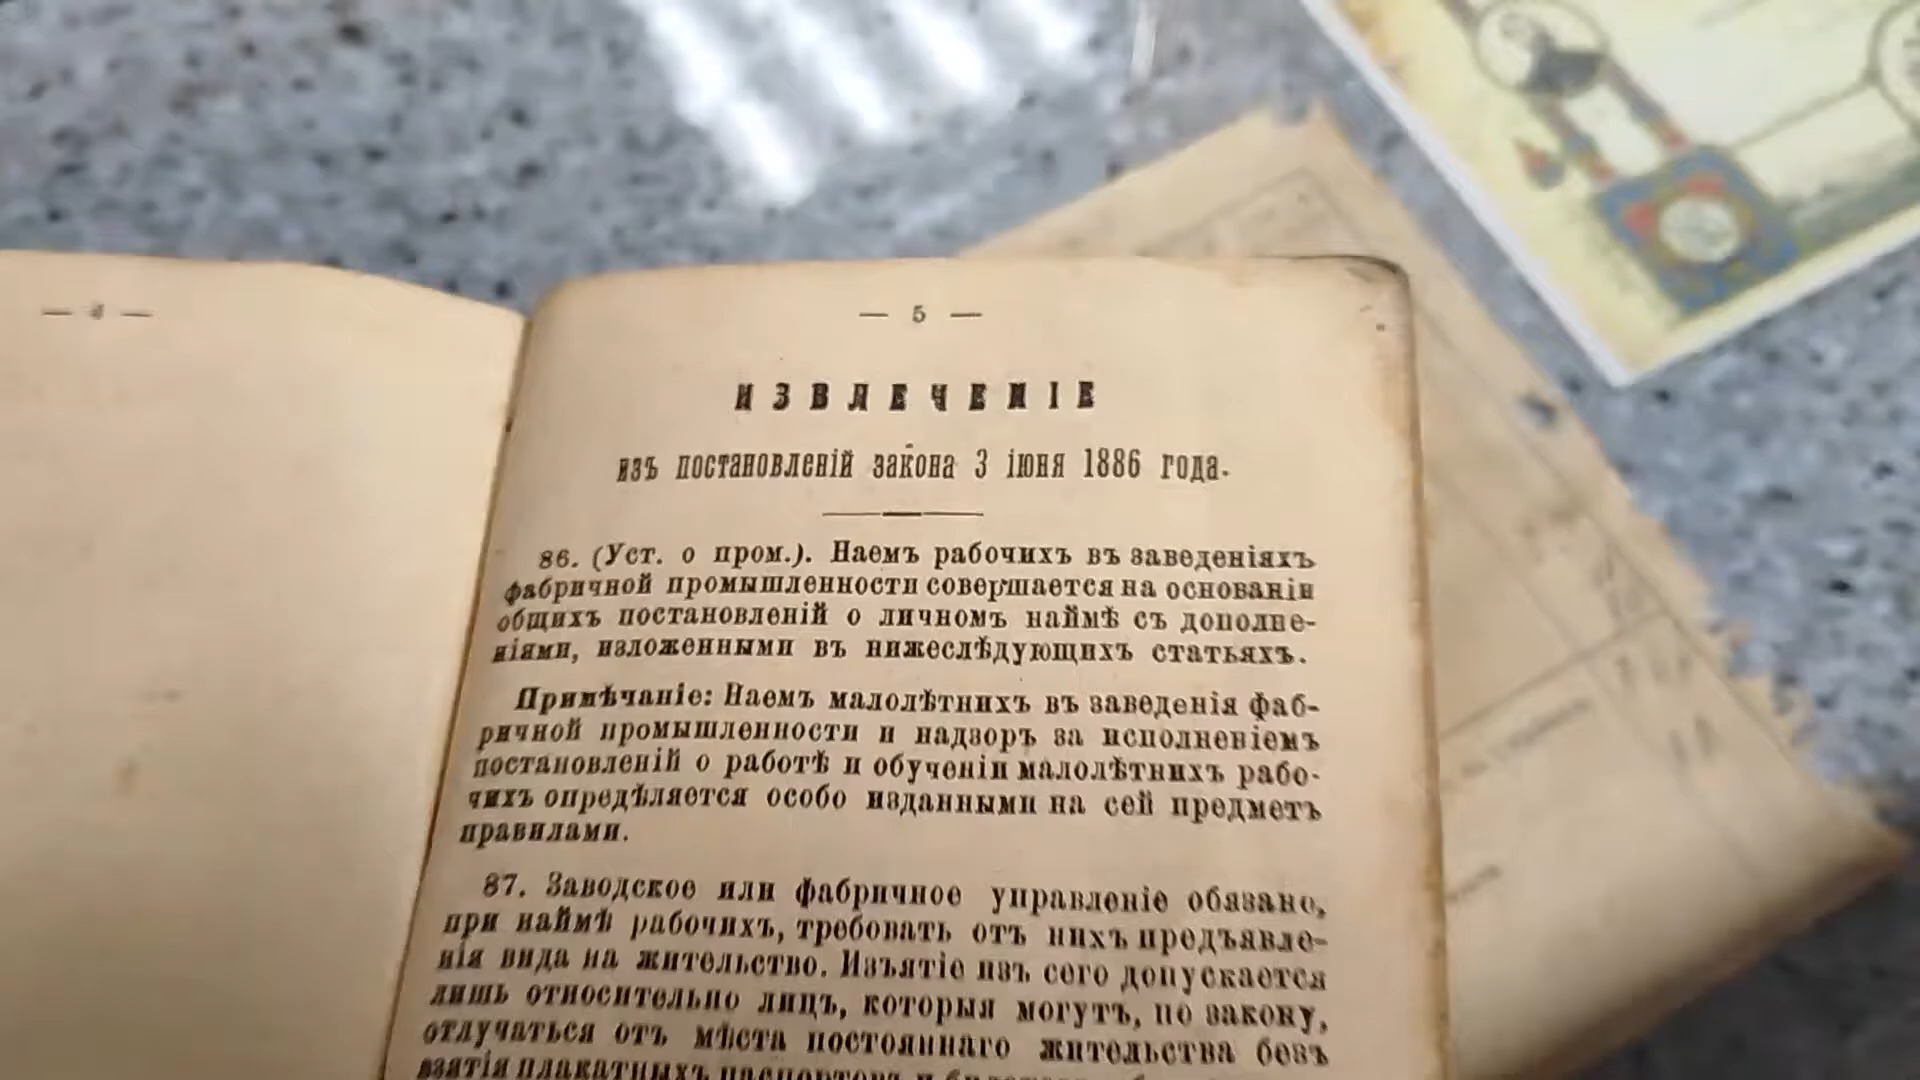 — 4 —
— 5 —
ИЗВЛЕЧЕНІЕ
изъ постановленій закона 3 іюня 1886 года.
86. (Уст. о пром.). Наемъ рабочихъ въ заведеніяхъ
фабричной промышленности совершается на основаніи
общихъ постановленій о личномъ наймѣ съ дополне-
ніями, изложенными въ нижеслѣдующихъ статьяхъ.
Примѣчаніе: Наемъ малолѣтнихъ въ заведенія фаб-
ричной промышленности и надзоръ за исполненіемъ
постановленій о работѣ и обученіи малолѣтнихъ рабо-
чихъ опредѣляется особо изданными на сей предметъ
правилами.
87. Заводское или фабричное управленіе обязано,
при наймѣ рабочихъ, требовать отъ нихъ предъявле-
нія вида на жительство. Изъятіе изъ сего допускается
лишь относительно лицъ, которыя могутъ, по закону,
отлучаться отъ мѣста постояннаго жительства безъ
взятія плакатныхъ паспортовъ и